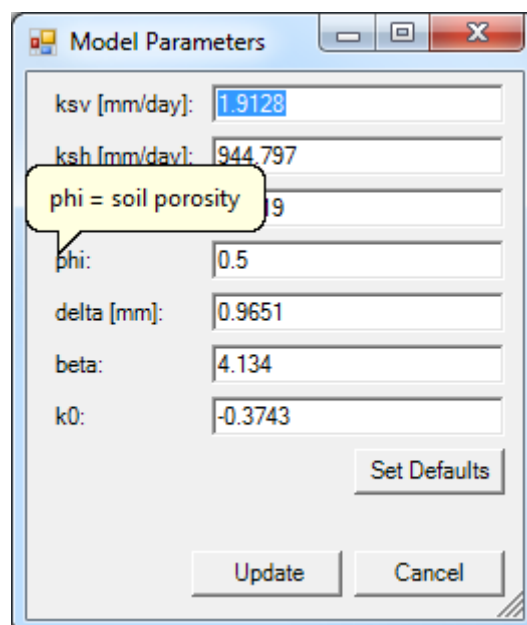 Model Parameters
ksv [mm/day]: 1.9128
ksh [mm/day]: 944.797
phi = soil porosity
19
phi: 0.5
delta [mm]: 0.9651
beta: 4.134
k0: -0.3743
Set Defaults
Update Cancel